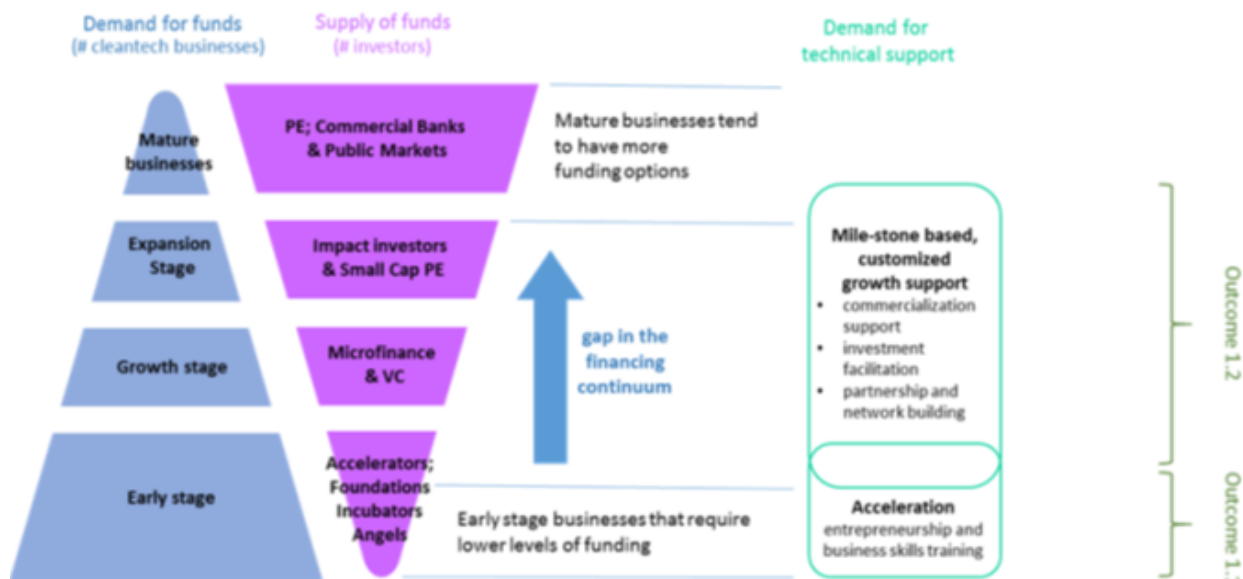 Demand for funds
(# cleantech businesses)
Supply of funds
(# investors)
Demand for
technical support
Mature
businesses
PE; Commercial Banks
& Public Markets
Mature businesses tend
to have more
funding options
Expansion
Stage
Impact investors
& Small Cap PE
Growth stage
Microfinance
& VC
gap in the
financing
continuum
Mile-stone based,
customized
growth support
• commercialization
support
• investment
facilitation
• partnership and
network building
Outcome 1.2
Early stage
Accelerators;
Foundations
Incubators
Angels
Early stage businesses that require
lower levels of funding
Acceleration
entrepreneurship and
business skills training
Outcome 1.